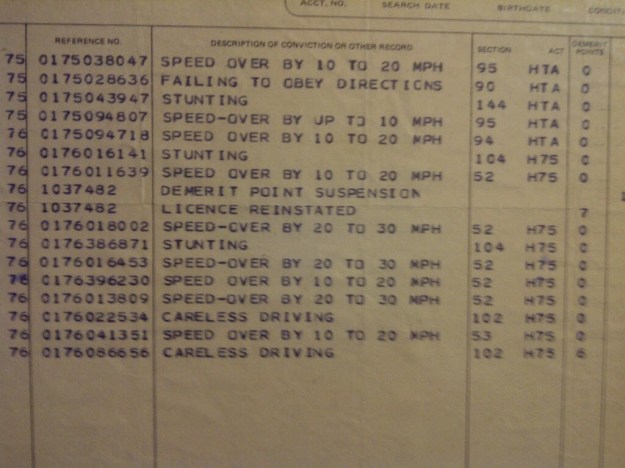 ACCT. NO. SEARCH DATE BIRTHDATE
REFERENCE NO. DESCRIPTION OF CONVICTION OR OTHER RECORD SECTION ACT DEMERIT POINTS
75 0175038047 SPEED OVER BY 10 TO 20 MPH 95 HTA 0
75 0175028636 FAILING TO OBEY DIRECTIONS 90 HTA 0
75 0175043947 STUNTING 144 HTA 0
75 0175094807 SPEED-OVER BY UP TO 10 MPH 95 HTA 0
76 0175094718 SPEED OVER BY 10 TO 20 MPH 94 HTA 0
76 0176016141 STUNTING 104 H75 0
76 0176011639 SPEED OVER BY 10 TO 20 MPH 52 H75 0
76 1037482 DEMERIT POINT SUSPENSION
76 1037482 LICENCE REINSTATED 7
76 0176018002 SPEED-OVER BY 20 TO 30 MPH 52 H75 0
76 0176386871 STUNTING 104 H75 0
76 0176016453 SPEED-OVER BY 20 TO 30 MPH 52 H75 0
76 0176396230 SPEED OVER BY 10 TO 20 MPH 52 H75 0
76 0176013809 SPEED-OVER BY 20 TO 30 MPH 52 H75 0
76 0176022534 CARELESS DRIVING 102 H75 0
76 0176041351 SPEED OVER BY 10 TO 20 MPH 53 H75 0
76 0176086656 CARELESS DRIVING 102 H75 6